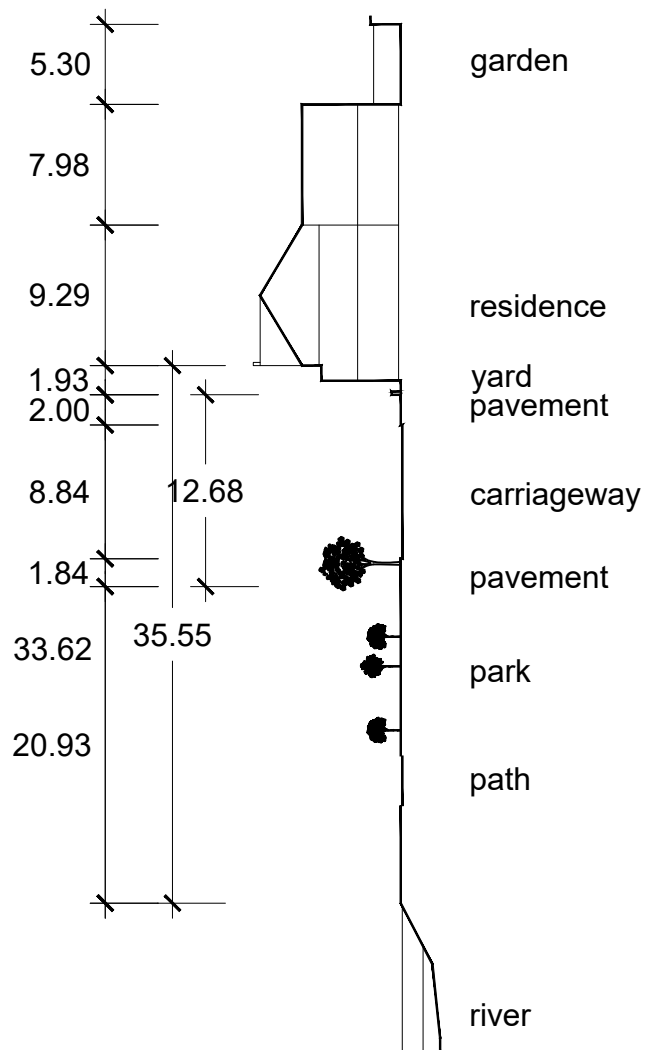 5.30 garden
7.98
9.29 residence
1.93 yard
2.00 pavement
8.84 12.68 carriageway
1.84 pavement
33.62 35.55 park
20.93 path
river